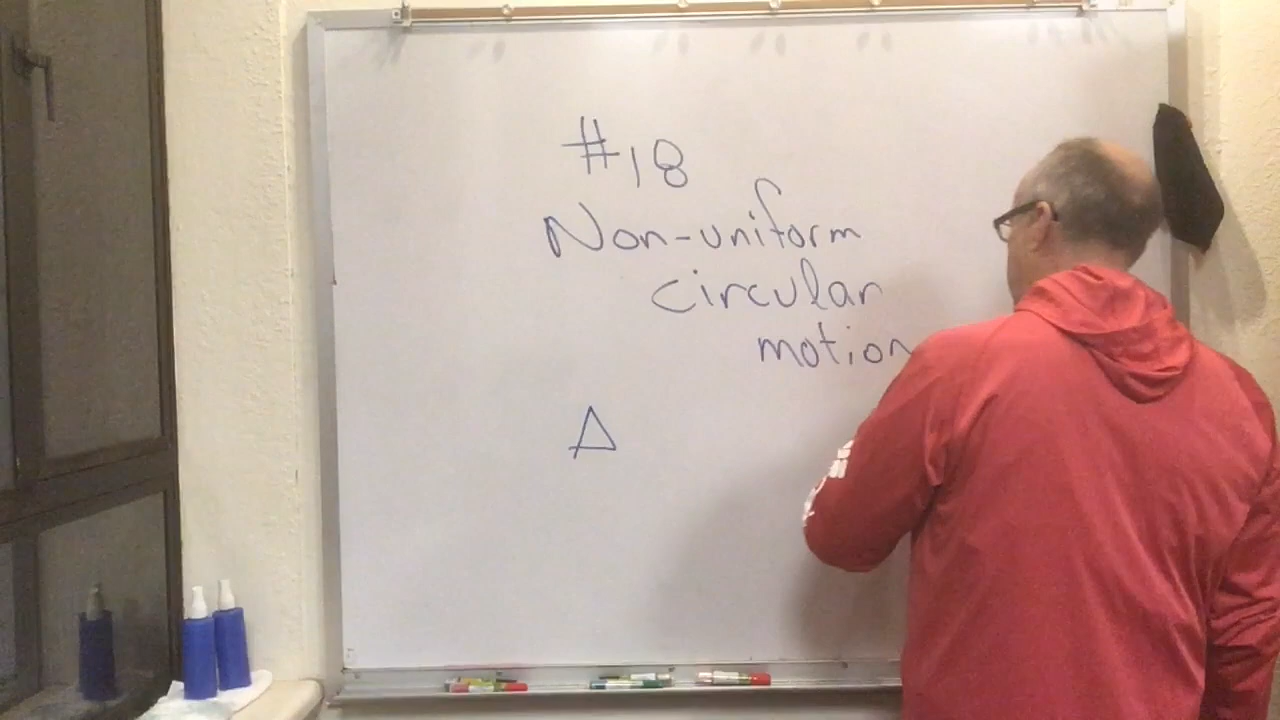 #18
Non-uniform
circular
motion
Δ